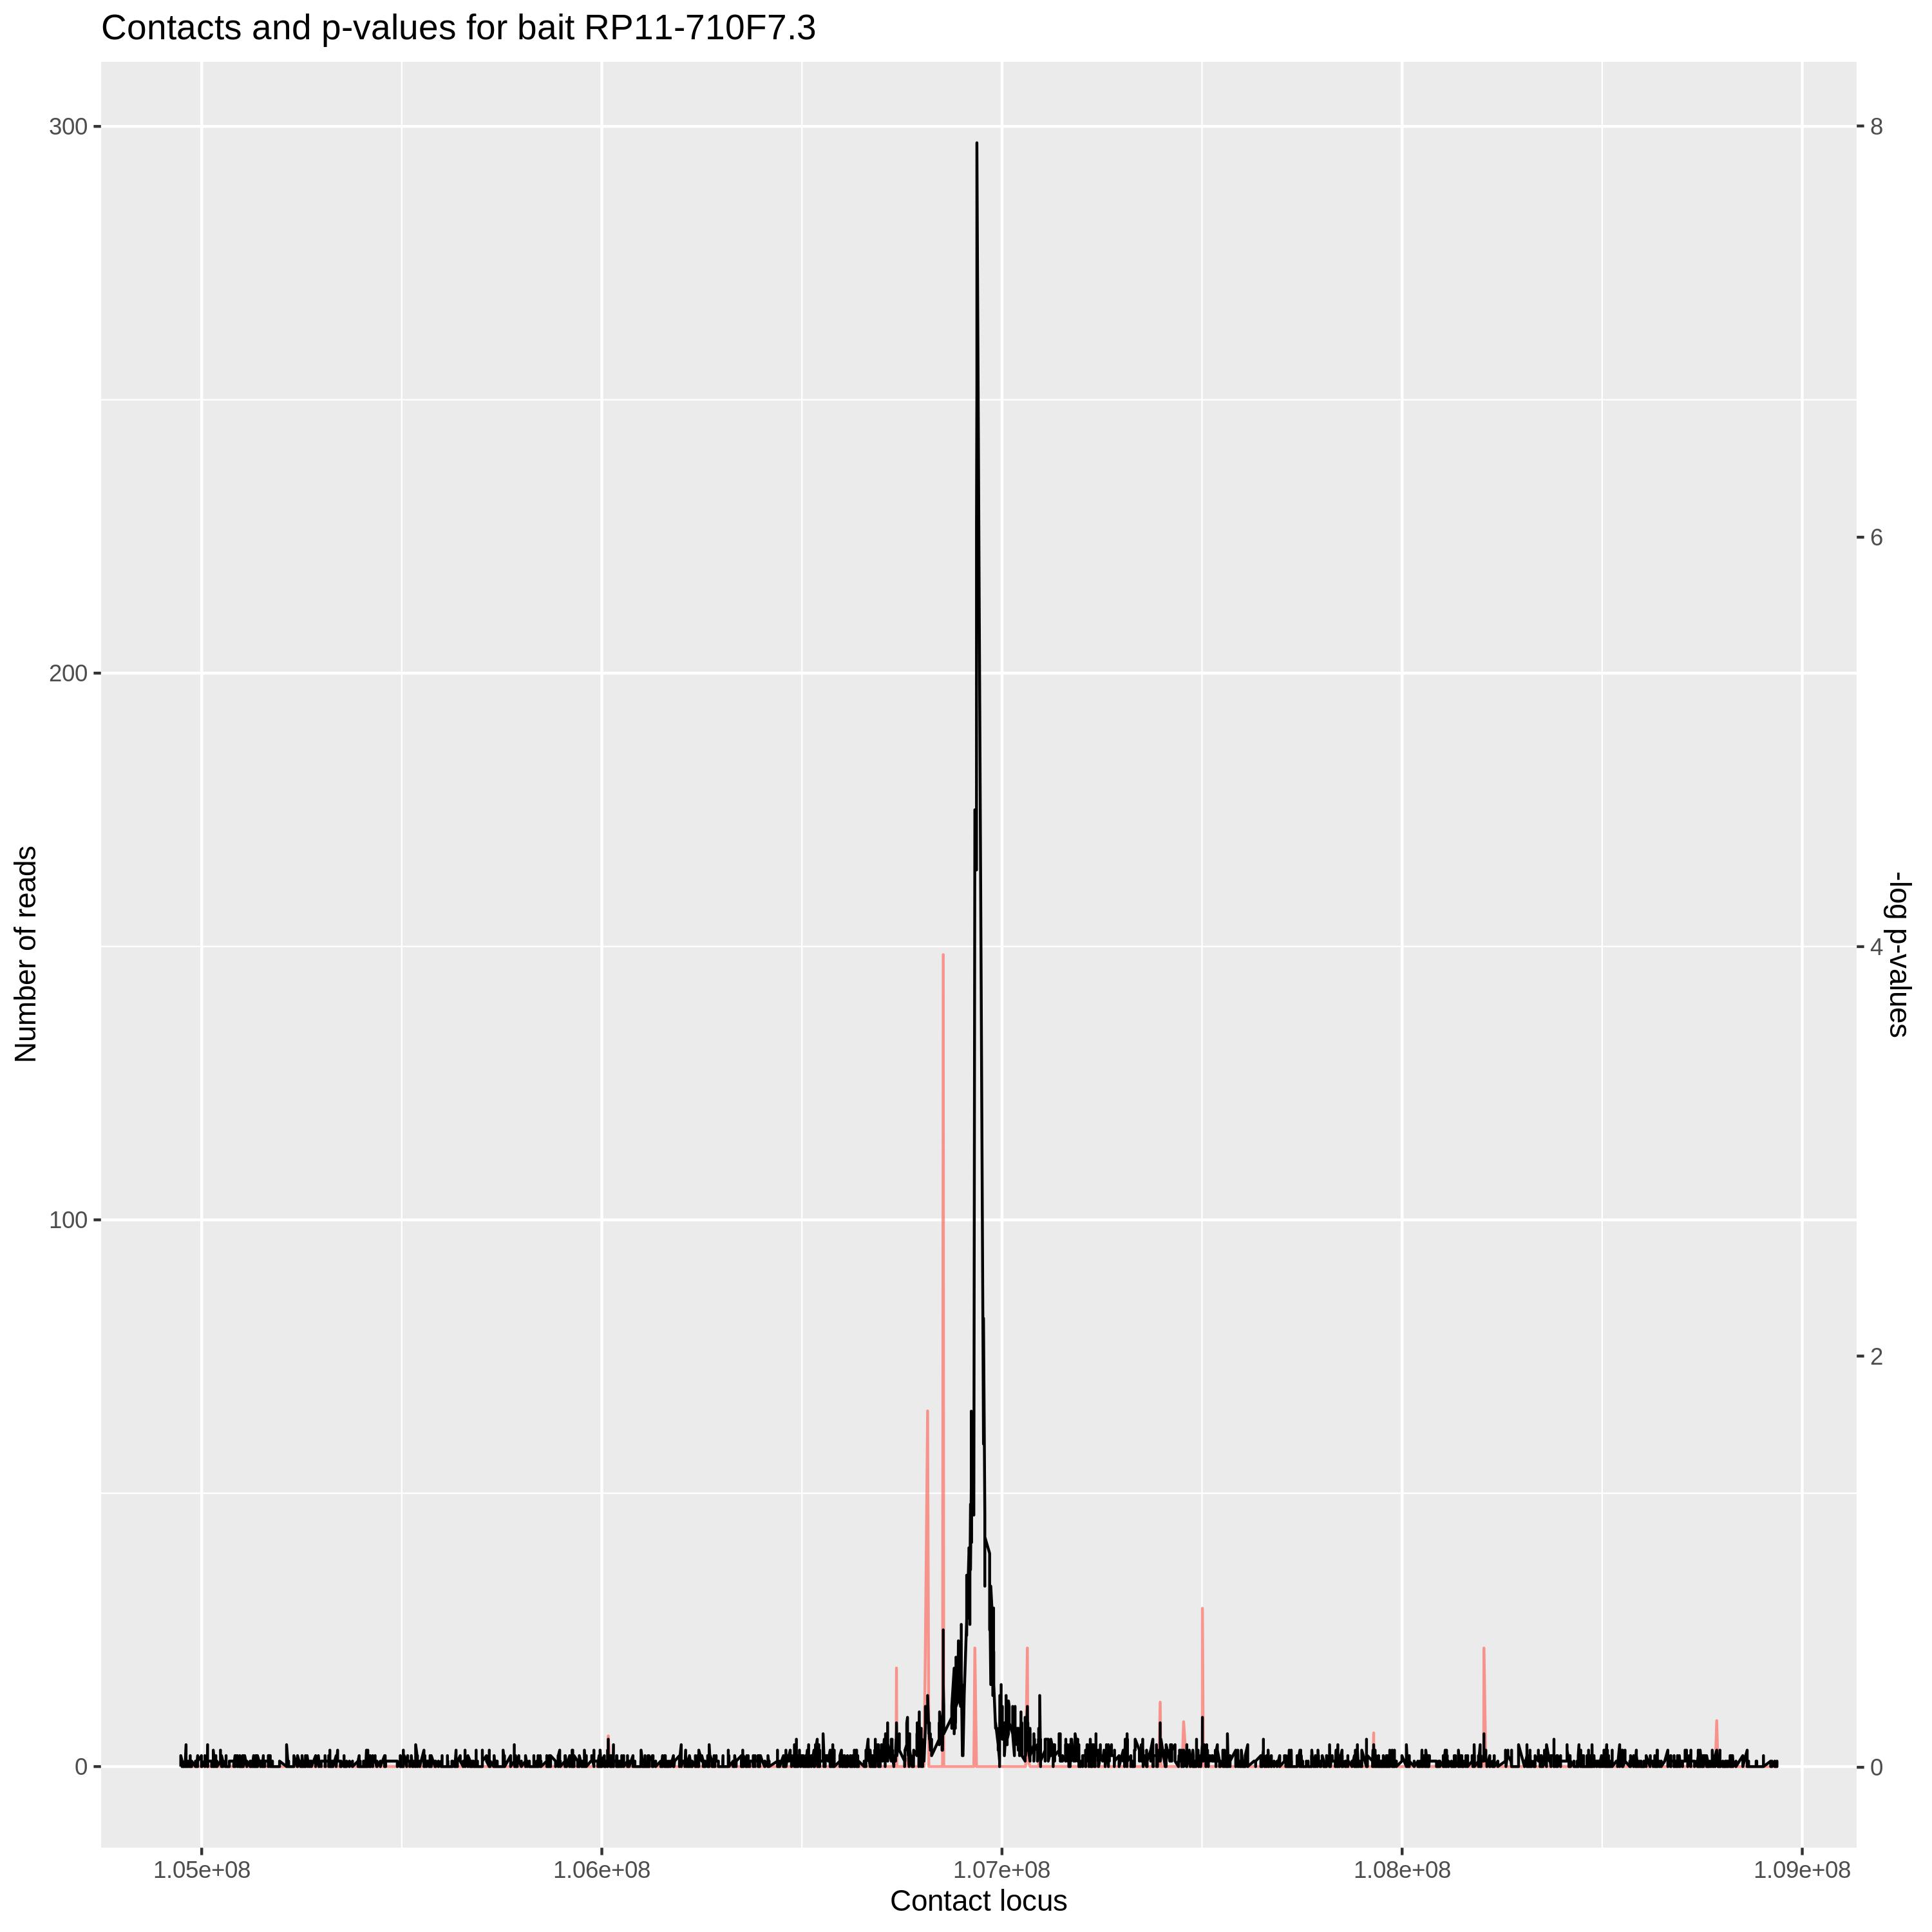 Contacts and p-values for bait RP11-710F7.3
300
200
100
0
8
6
4
2
0
Number of reads
-log p-values
1.05e+08
1.06e+08
1.07e+08
1.08e+08
1.09e+08
Contact locus